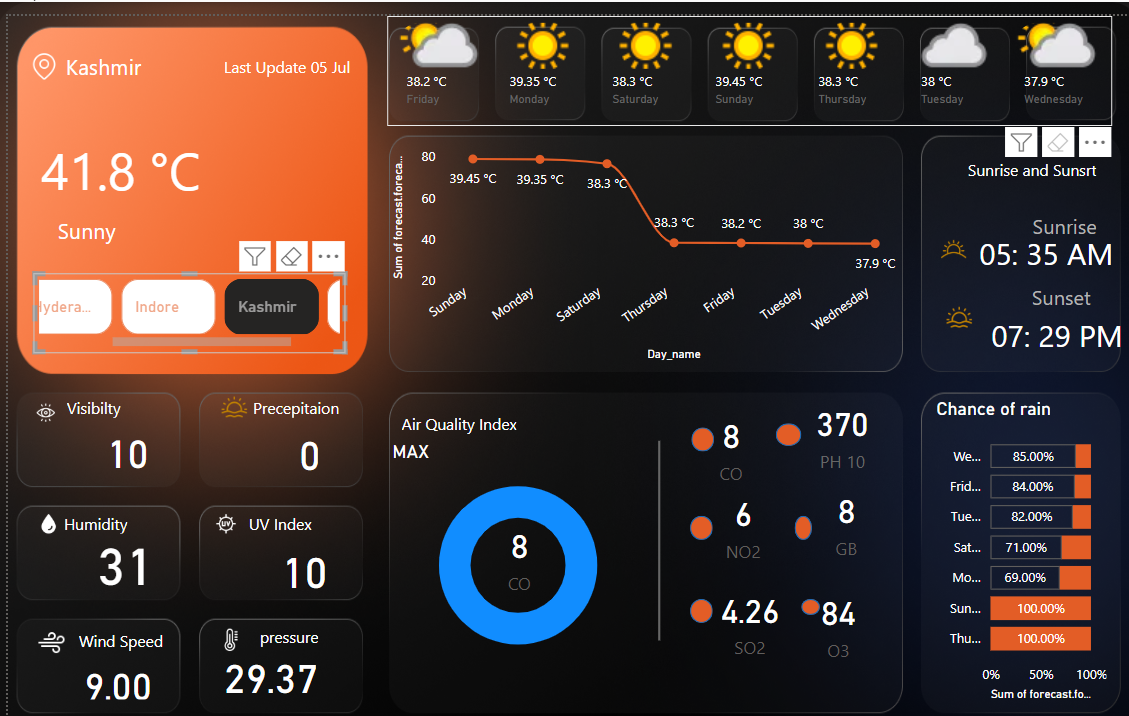 Kashmir
Last Update 05 Jul
41.8 °C
Sunny
ydera...
Indore
Kashmir
38.2 °C
Friday
39.35 °C
Monday
38.3 °C
Saturday
39.45 °C
Sunday
38.3 °C
Thursday
38 °C
Tuesday
37.9 °C
Wednesday
Sum of forecast.foreca...
80
60
40
20
39.45 °C
39.35 °C
38.3 °C
38.3 °C
38.2 °C
38 °C
37.9 °C
Sunday
Monday
Saturday
Thursday
Friday
Tuesday
Wednesday
Day_name
Sunrise and Sunsrt
Sunrise
05: 35 AM
Sunset
07: 29 PM
Visibilty
10
Precepitaion
0
Humidity
31
UV
UV Index
10
Wind Speed
9.00
pressure
29.37
Air Quality Index
MAX
8
CO
8
CO
370
PH 10
6
NO2
8
GB
4.26
SO2
84
O3
Chance of rain
We... 85.00%
Frid... 84.00%
Tue... 82.00%
Sat... 71.00%
Mo... 69.00%
Sun... 100.00%
Thu... 100.00%
0% 50% 100%
Sum of forecast.fo...